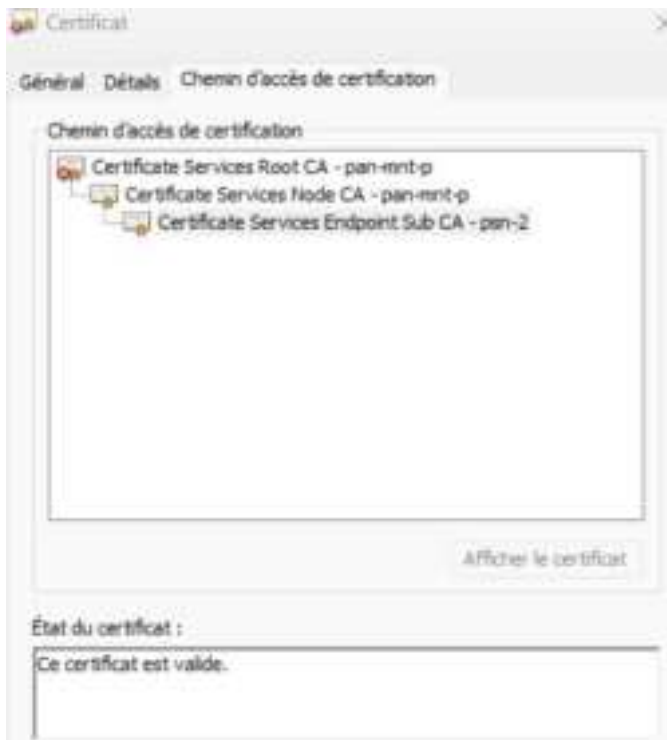 Certificat
Général Détails Chemin d'accès de certification
Chemin d'accès de certification
Certificate Services Root CA - pan-mnt-p
Certificate Services Node CA - pan-mnt-p
Certificate Services Endpoint Sub CA - psn-2
Afficher le certificat
État du certificat :
Ce certificat est valide.